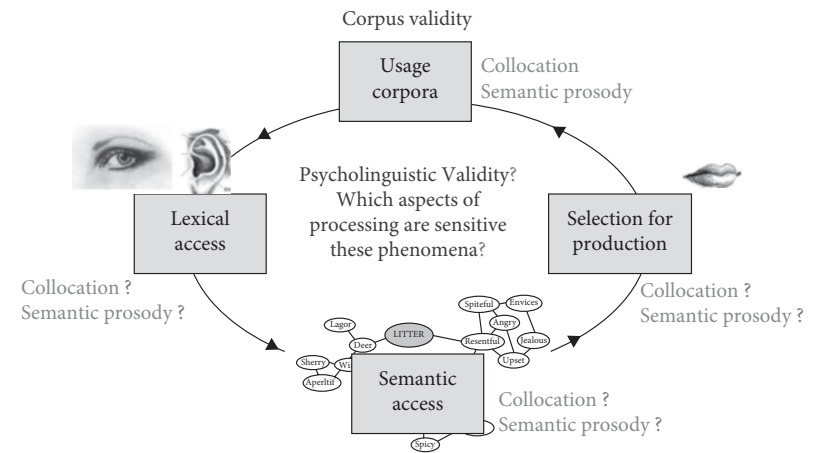 Corpus validity
Usage
corpora
Collocation
Semantic prosody
Psycholinguistic Validity?
Which aspects of
processing are sensitive
these phenomena?
Lexical
access
Collocation ?
Semantic prosody ?
Selection for
production
Collocation ?
Semantic prosody ?
Lagor
Deer
LITTER
Spiteful
Envices
Angry
Resentful
Jealous
Upset
Sherry
Wi
Aperltif
Semantic
access
Spicy
Collocation ?
Semantic prosody ?